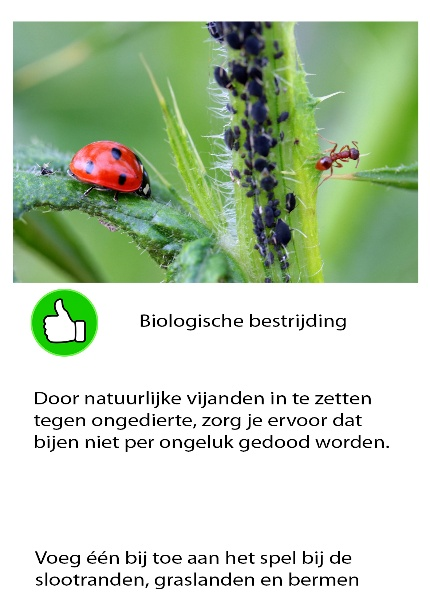 Biologische bestrijding
Door natuurlijke vijanden in te zetten
tegen ongedierte, zorg je ervoor dat
bijen niet per ongeluk gedood worden.
Voeg één bij toe aan het spel bij de
slootranden, graslanden en bermen